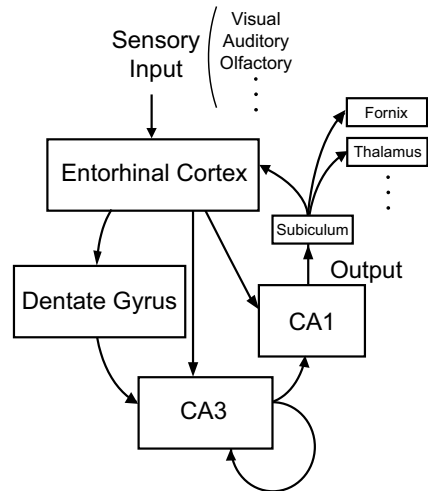 Sensory
Input
Visual
Auditory
Olfactory
Fornix
Thalamus
Entorhinal Cortex
Subiculum
Output
Dentate Gyrus
CA1
CA3